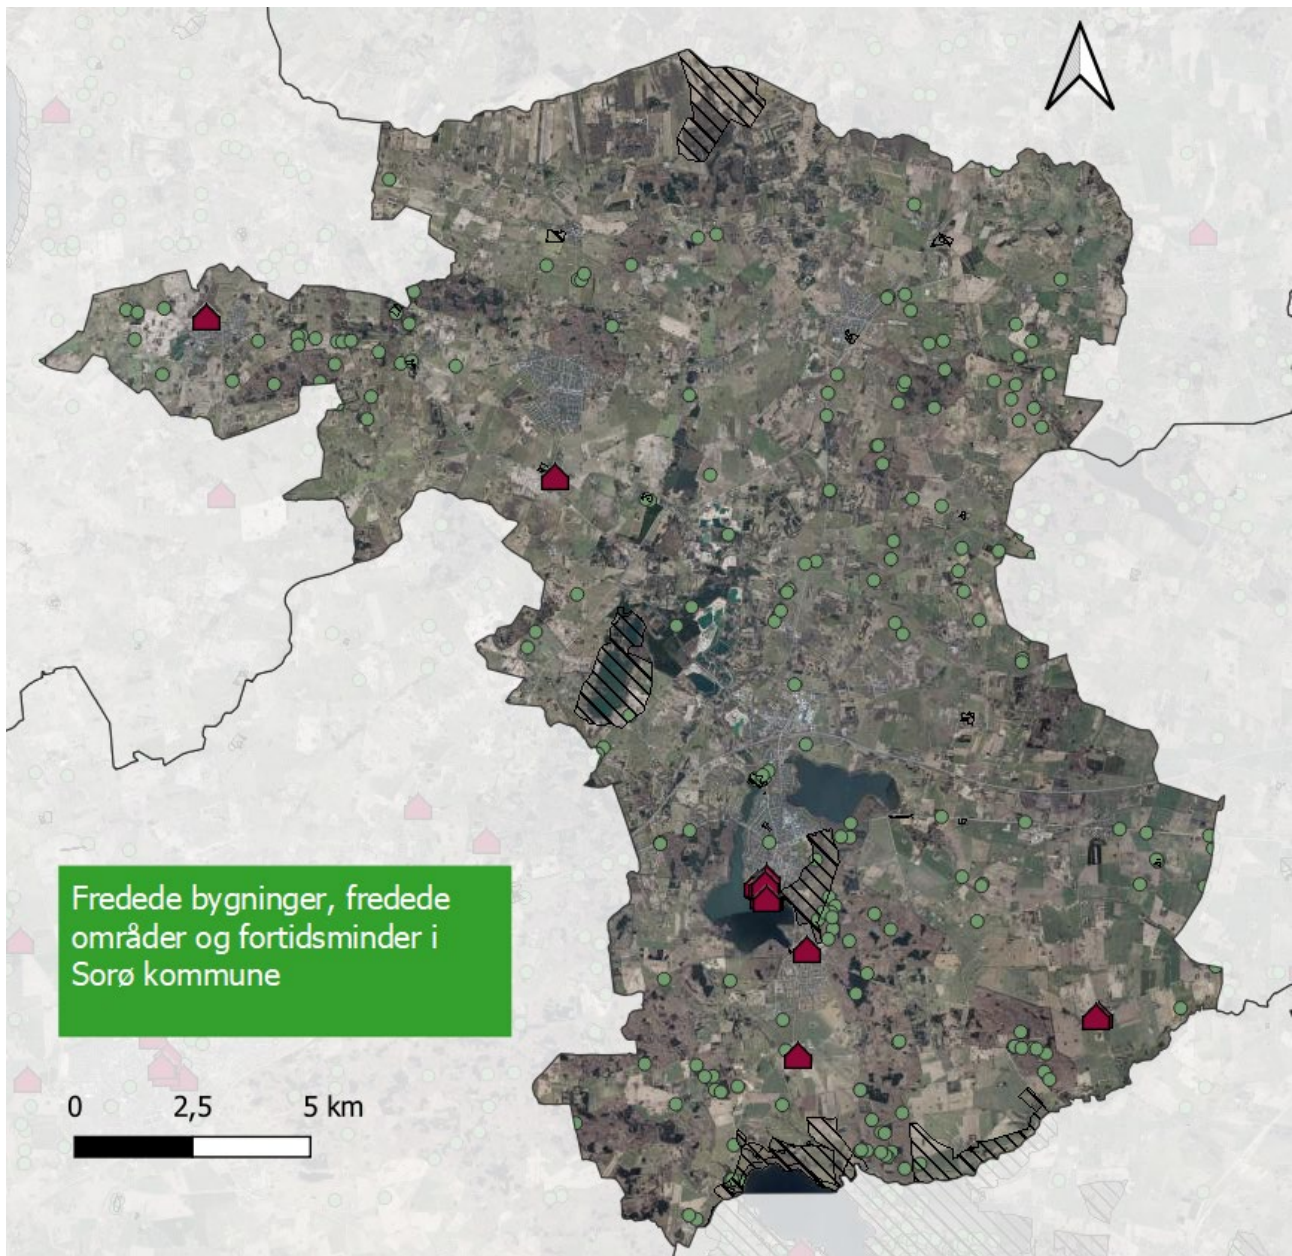 Fredede bygninger, fredede
områder og fortidsminder i
Sorø kommune
0 2,5 5 km